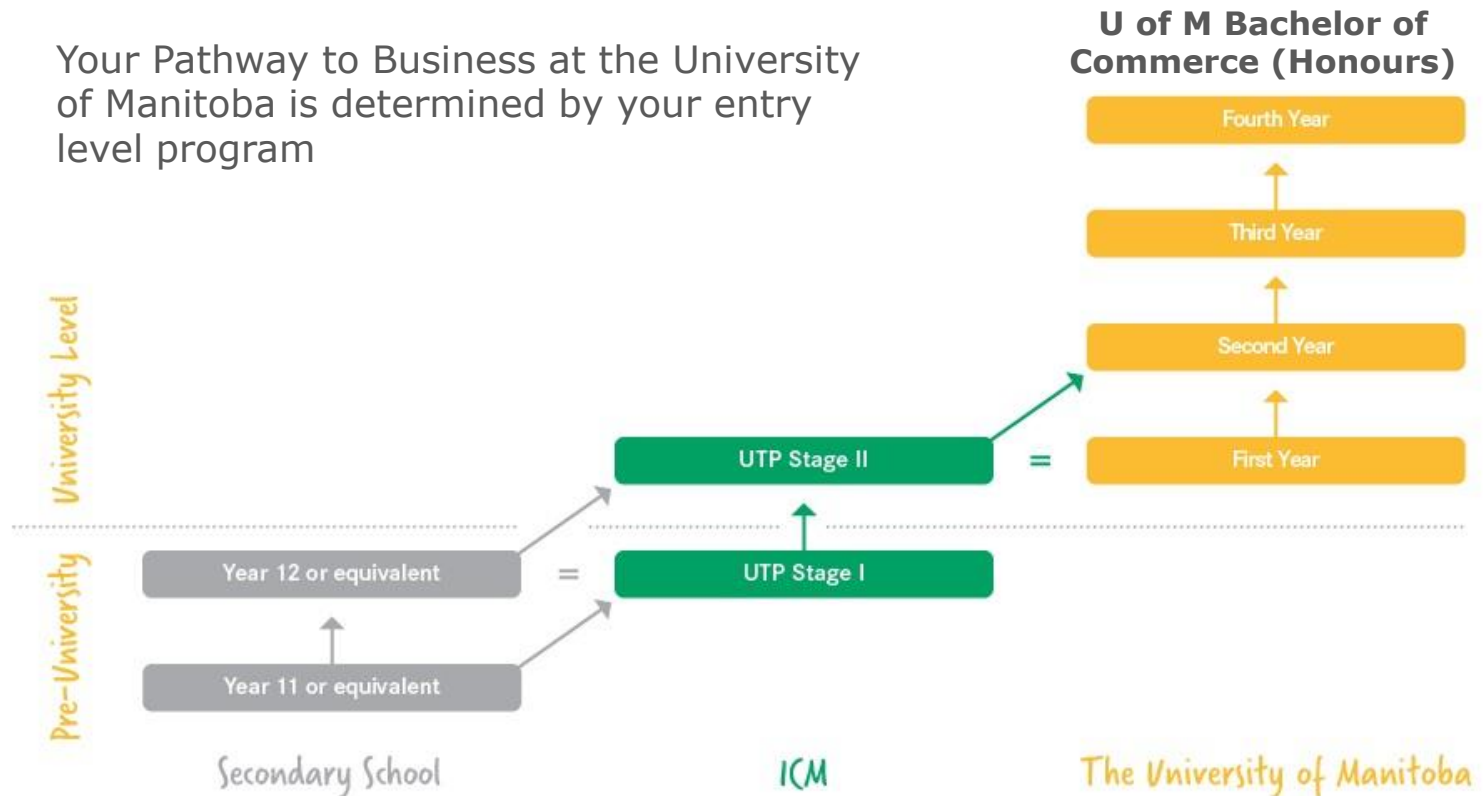 Your Pathway to Business at the University
of Manitoba is determined by your entry
level program
U of M Bachelor of
Commerce (Honours)
Fourth Year
Third Year
Second Year
University Level
UTP Stage II
=
First Year
Pre-University
Year 12 or equivalent
=
UTP Stage I
Year 11 or equivalent
Secondary School
ICM
The University of Manitoba